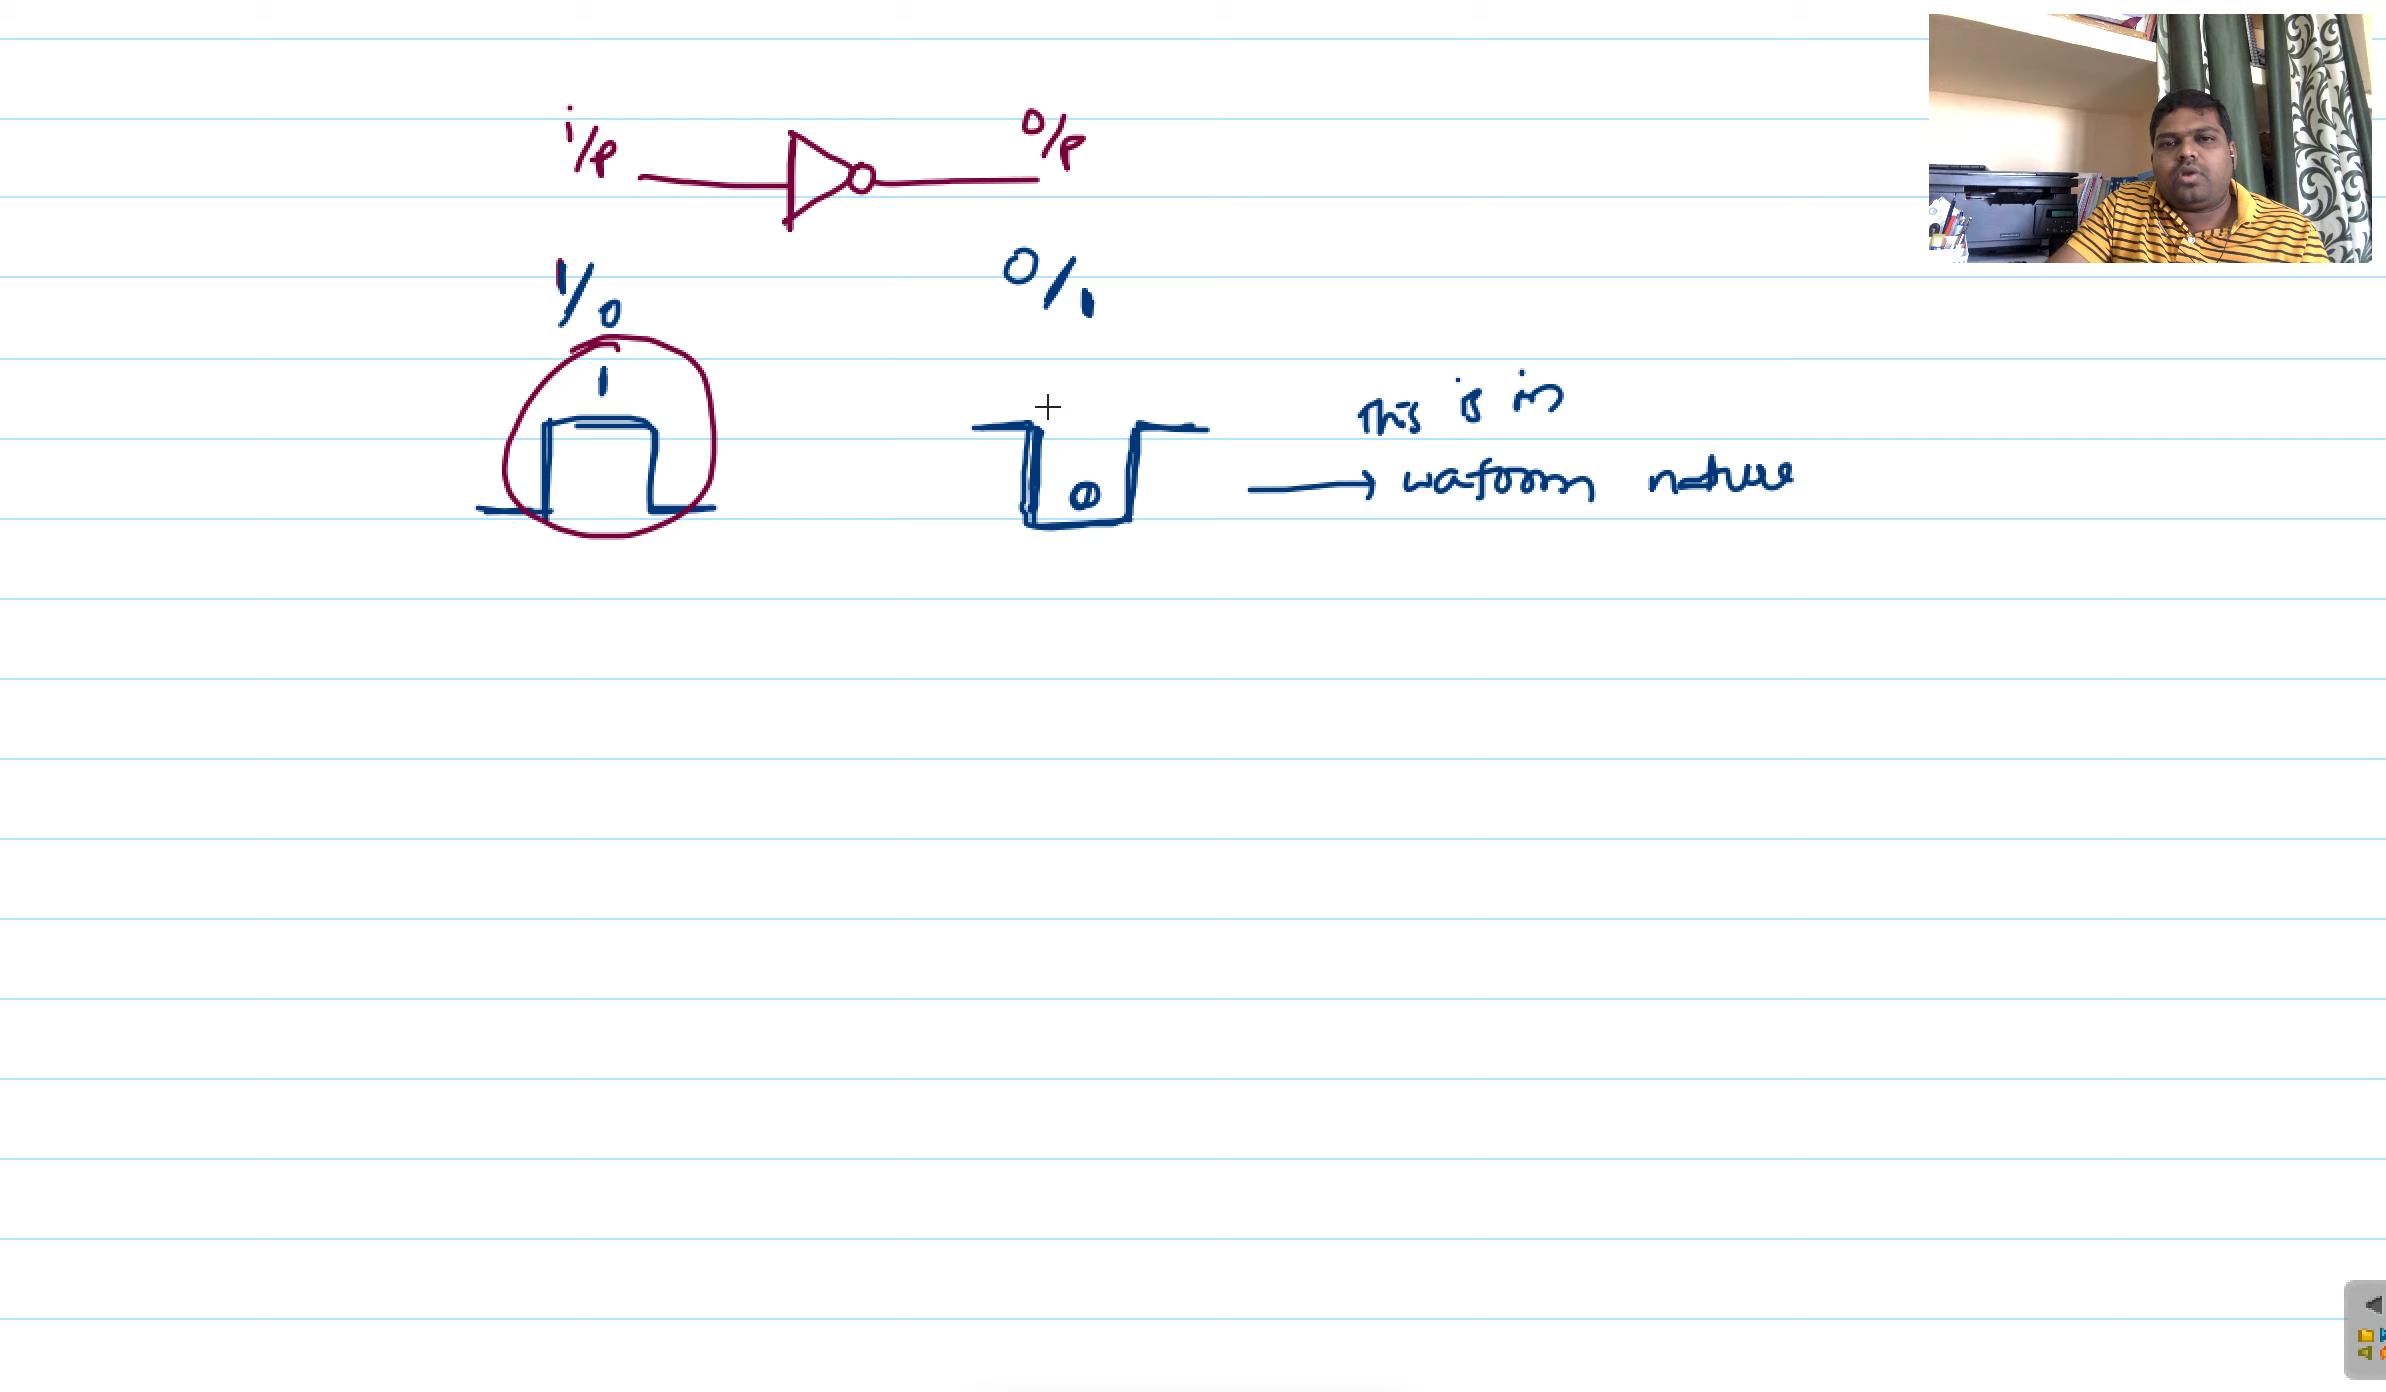 i/p o/p
1/0 0/1
1
0
This is in
waform nature